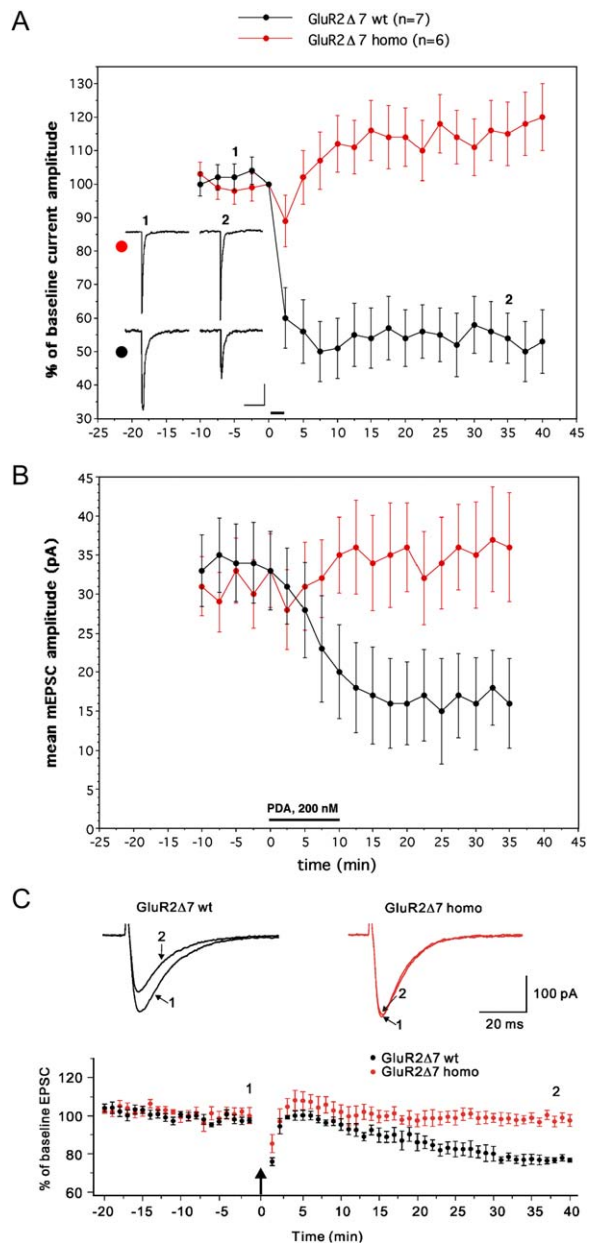 A
GluR2Δ 7 wt (n=7)
GluR2Δ 7 homo (n=6)
% of baseline current amplitude
130
120
110
100
90
80
70
60
50
40
30
1
1 2
2
-25 -20 -15 -10 -5 0 5 10 15 20 25 30 35 40 45
B
mean mEPSC amplitude (pA)
45
40
35
30
25
20
15
10
5
0
PDA, 200 nM
-25 -20 -15 -10 -5 0 5 10 15 20 25 30 35 40 45
time (min)
C
GluR2Δ7 wt
GluR2Δ7 homo
2
1
2
1
100 pA
20 ms
GluR2Δ7 wt
GluR2Δ7 homo
% of baseline EPSC
120
100
80
60
1
2
-20 -15 -10 -5 0 5 10 15 20 25 30 35 40
Time (min)